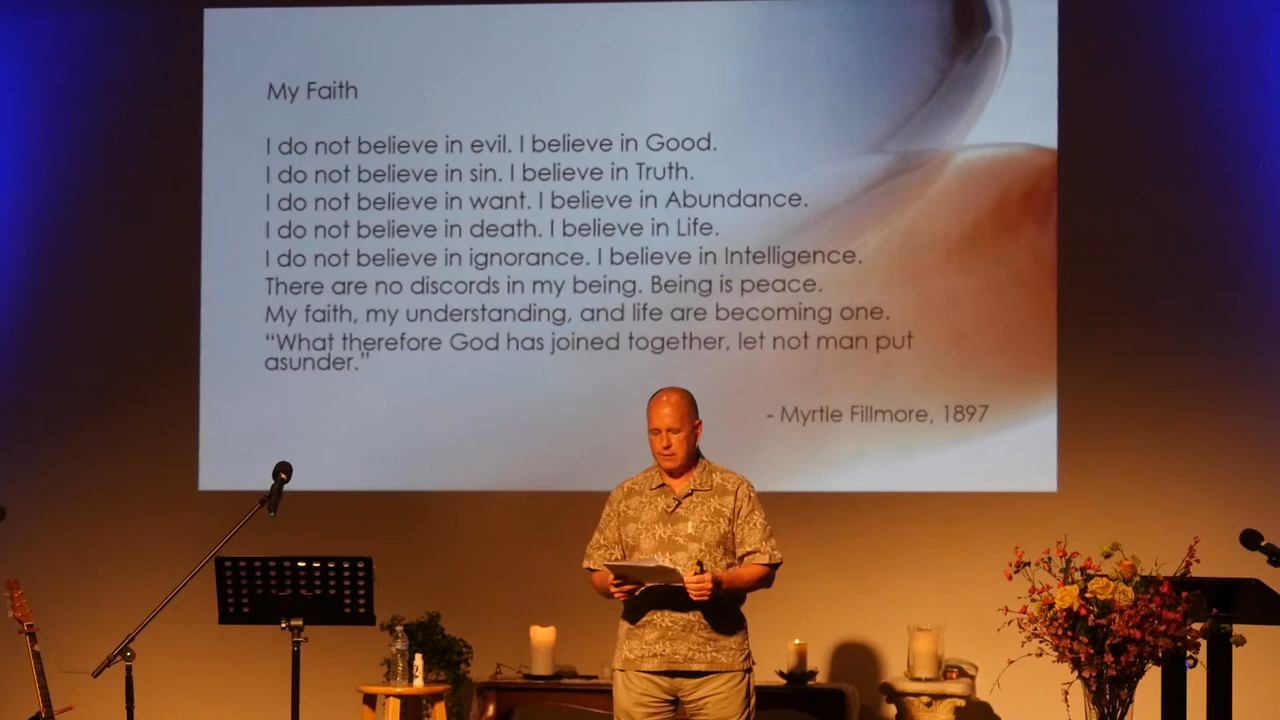 My Faith
I do not believe in evil. I believe in Good.
I do not believe in sin. I believe in Truth.
I do not believe in want. I believe in Abundance.
I do not believe in death. I believe in Life.
I do not believe in ignorance. I believe in Intelligence.
There are no discords in my being. Being is peace.
My faith, my understanding, and life are becoming one.
“What therefore God has joined together, let not man put
asunder.”
- Myrtle Fillmore, 1897